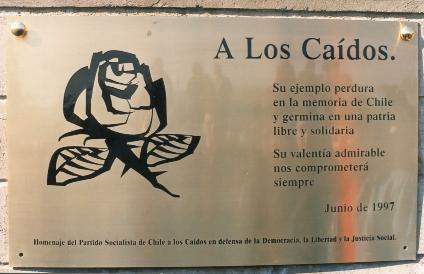 A Los Caídos.
Su ejemplo perdura
en la memoria de Chile
y germina en una patria
libre y solidaria
Su valentía admirable
nos comprometerá
siempre
Junio de 1997
Homenaje del Partido Socialista de Chile a los Caídos en defensa de la Democracia, la Libertad y la Justicia Social.